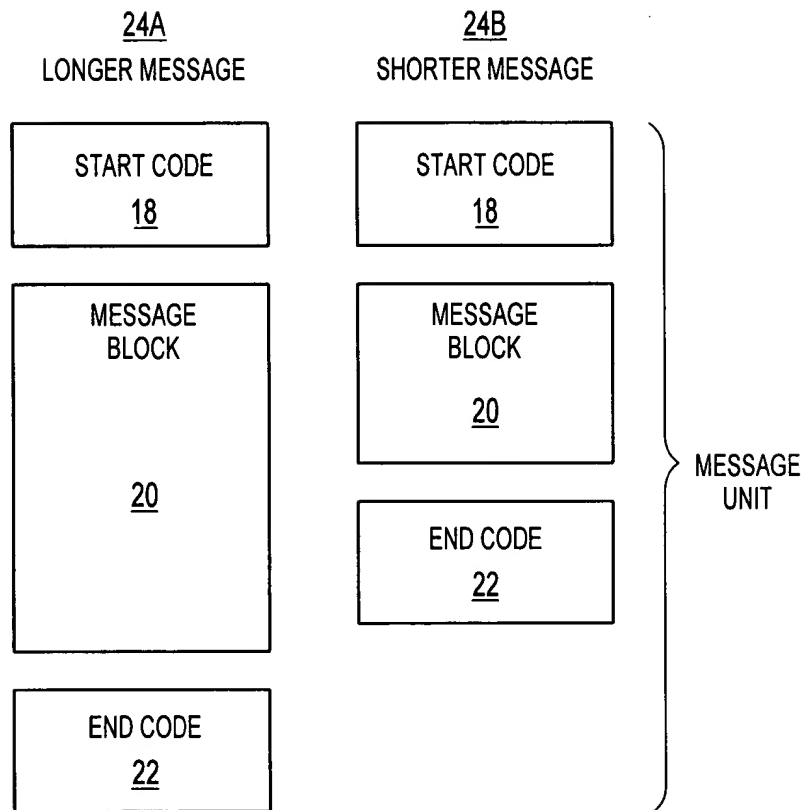 24A
LONGER MESSAGE
START CODE
18
MESSAGE
BLOCK
20
END CODE
22
24B
SHORTER MESSAGE
START CODE
18
MESSAGE
BLOCK
20
END CODE
22
MESSAGE
UNIT